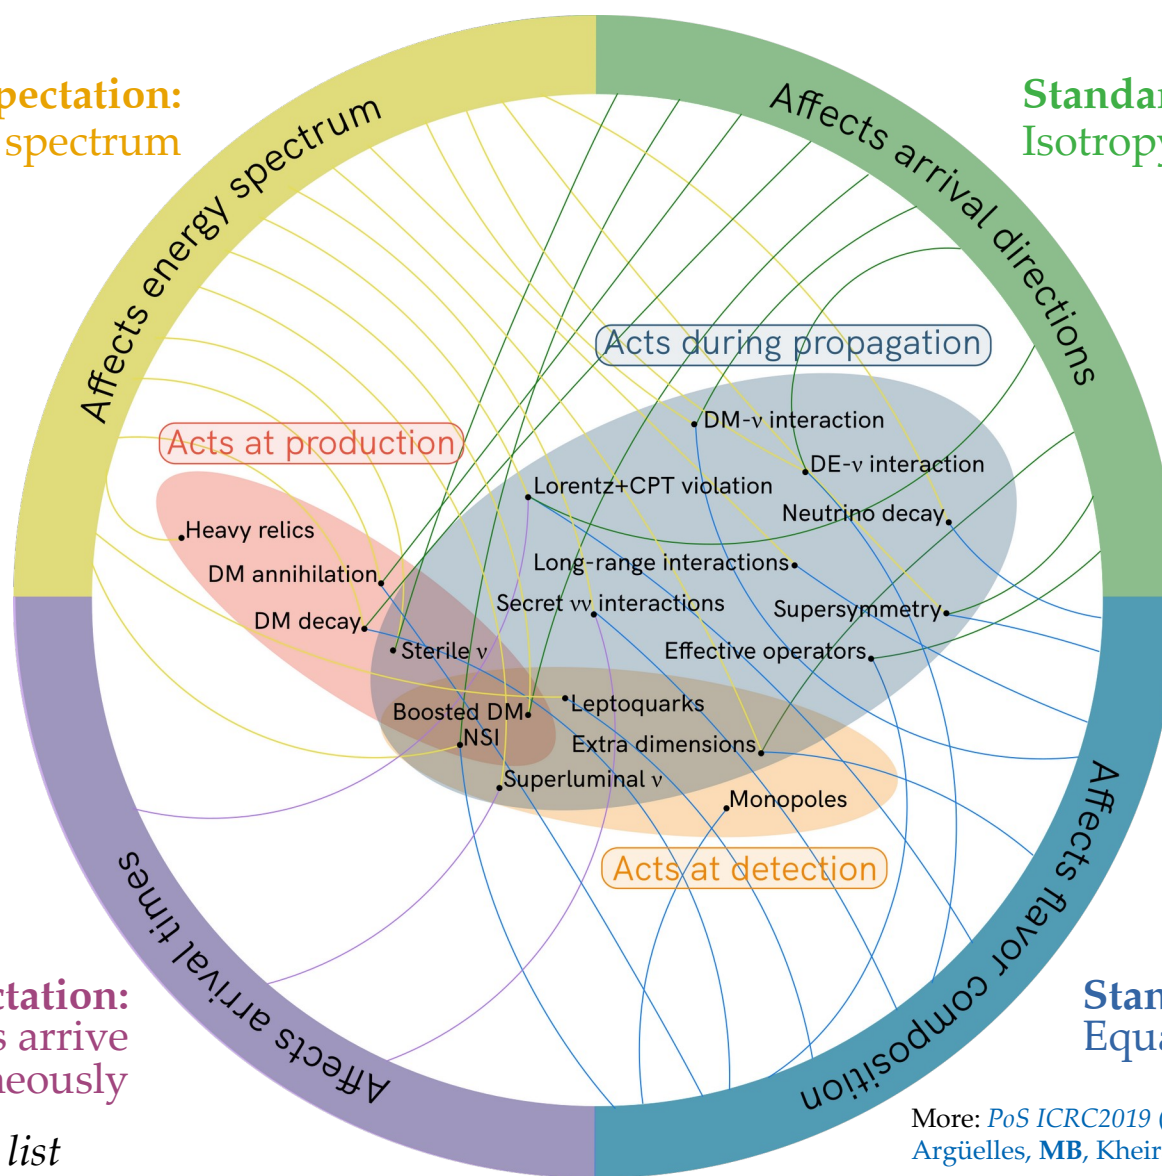 pectation:
spectrum
Standar
Isotropy
Affects energy spectrum
Affects arrival directions
Acts during propagation
DM-ν interaction
Acts at production
DE-ν interaction
Lorentz+CPT violation
Neutrino decay
Heavy relics
Long-range interactions
DM annihilation
Secret νν interactions
Supersymmetry
DM decay
Sterile ν
Effective operators
Leptoquarks
Boosted DM
NSI
Extra dimensions
Superluminal ν
Monopoles
Acts at detection
Affects arrival times
Affects flavor composition
ctation:
s arrive
neously
Stan
Equa
list
More: PoS ICRC2019 (
Argüelles, MB, Kheir